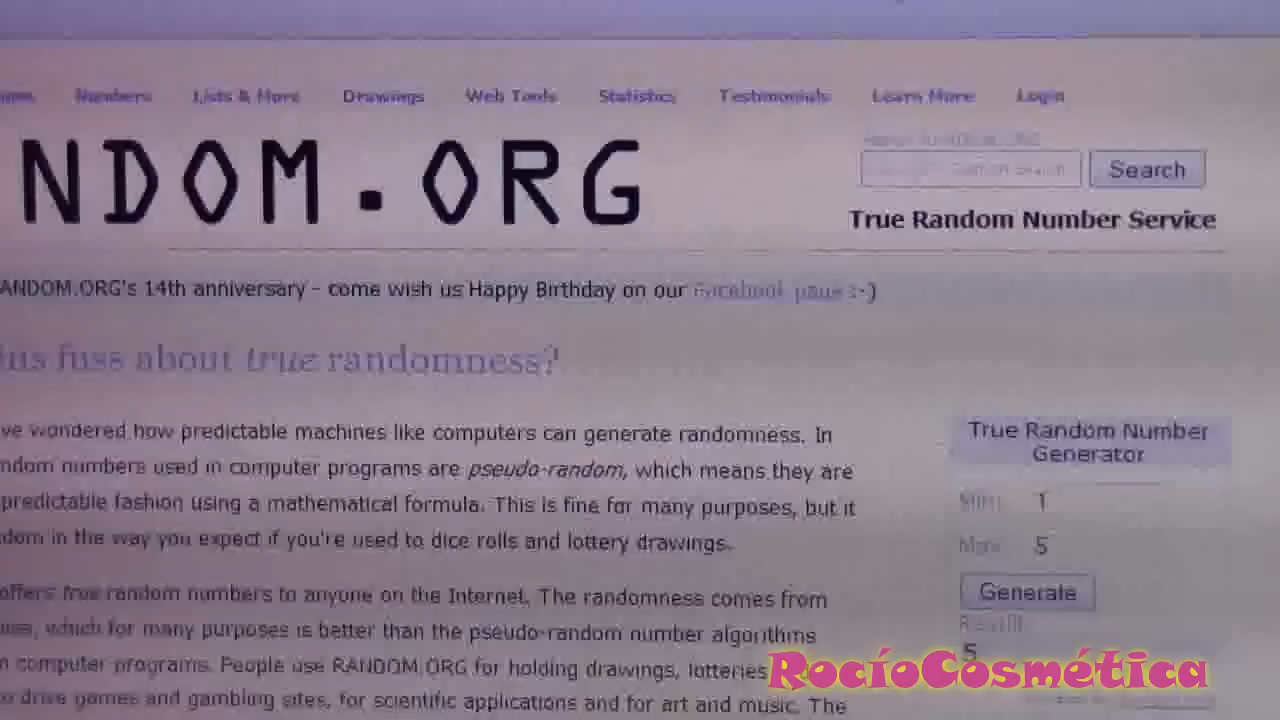 Numbers Lists & More Drawings Web Tools Statistics Testimonials Learn More Login
NDOM.ORG
Search
True Random Number Service
ANDOM.ORG's 14th anniversary - come wish us Happy Birthday on our Facebook page :-)
his fuss about true randomness?
ve wondered how predictable machines like computers can generate randomness. In
ndom numbers used in computer programs are pseudo-random, which means they are
predictable fashion using a mathematical formula. This is fine for many purposes, but it
dom in the way you expect if you're used to dice rolls and lottery drawings.
offers true random numbers to anyone on the Internet. The randomness comes from
which for many purposes is better than the pseudo-random number algorithms
n computer programs. People use RANDOM.ORG for holding drawings, lotteries
o drive games and gambling sites, for scientific applications and for art and music. The
True Random Number
Generator
Min: 1
Max: 5
Generate
Result:
5
RocíoCosmética